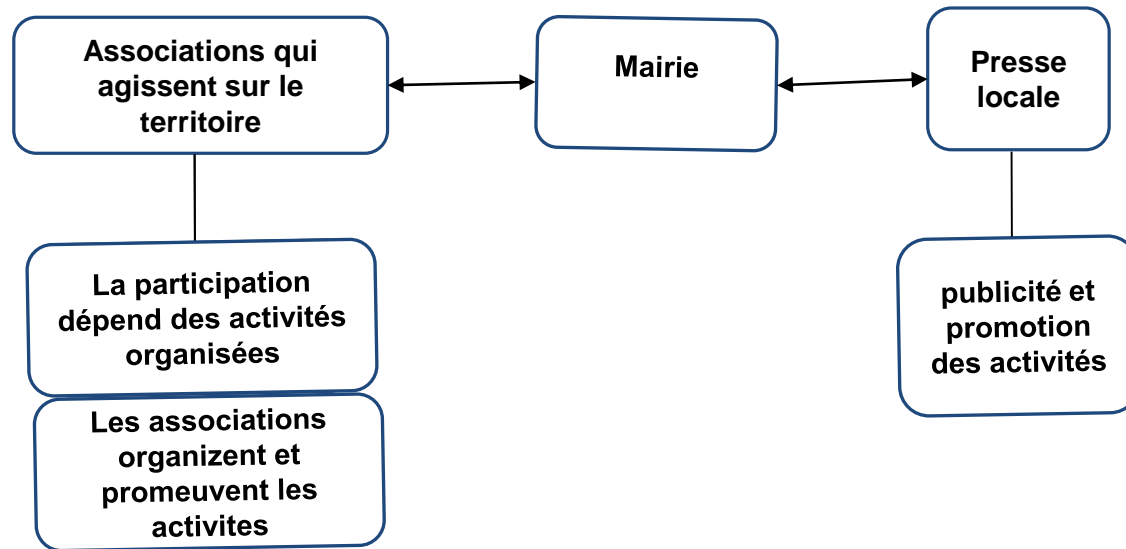 Associations qui
agissent sur le
territoire
Mairie
Presse
locale
La participation
dépend des activités
organisées
publicité et
promotion
des activités
Les associations
organizent et
promeuvent les
activites